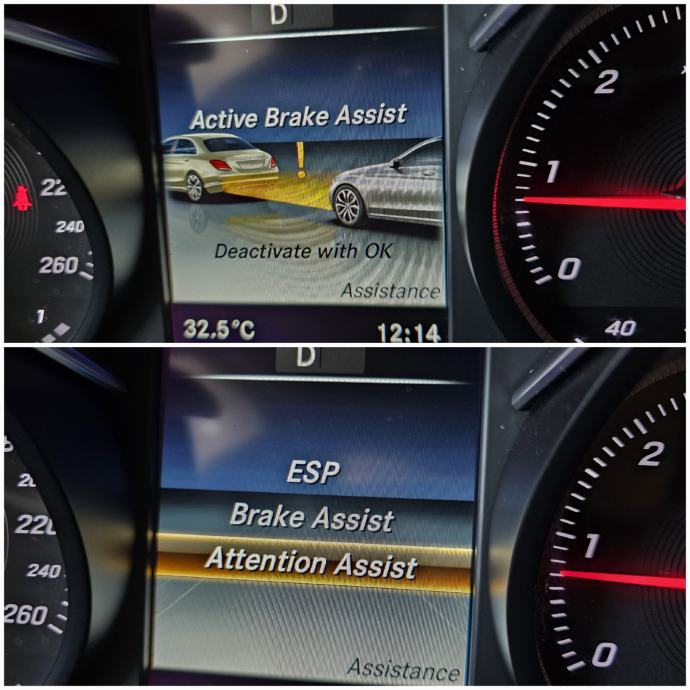 D
Active Brake Assist
!
Deactivate with OK
Assistance
32.5°C
12:14
240
260
1
2
1
0
40
D
ESP
Brake Assist
Attention Assist
Assistance
220
240
260
2
1
0